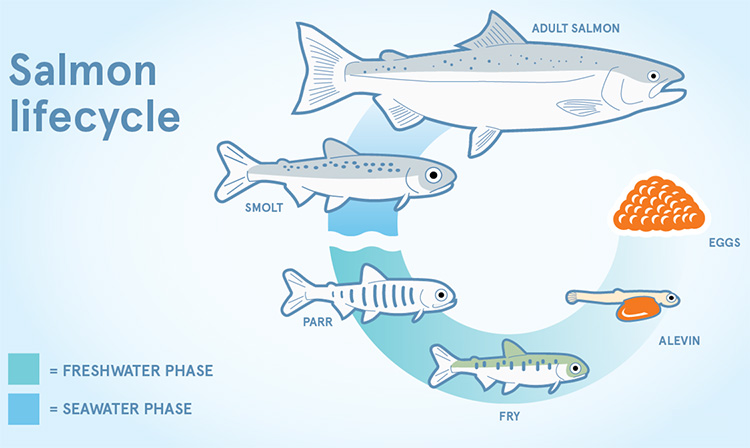 Salmon
lifecycle
ADULT SALMON
SMOLT
EGGS
PARR
ALEVIN
FRY
= FRESHWATER PHASE
= SEAWATER PHASE